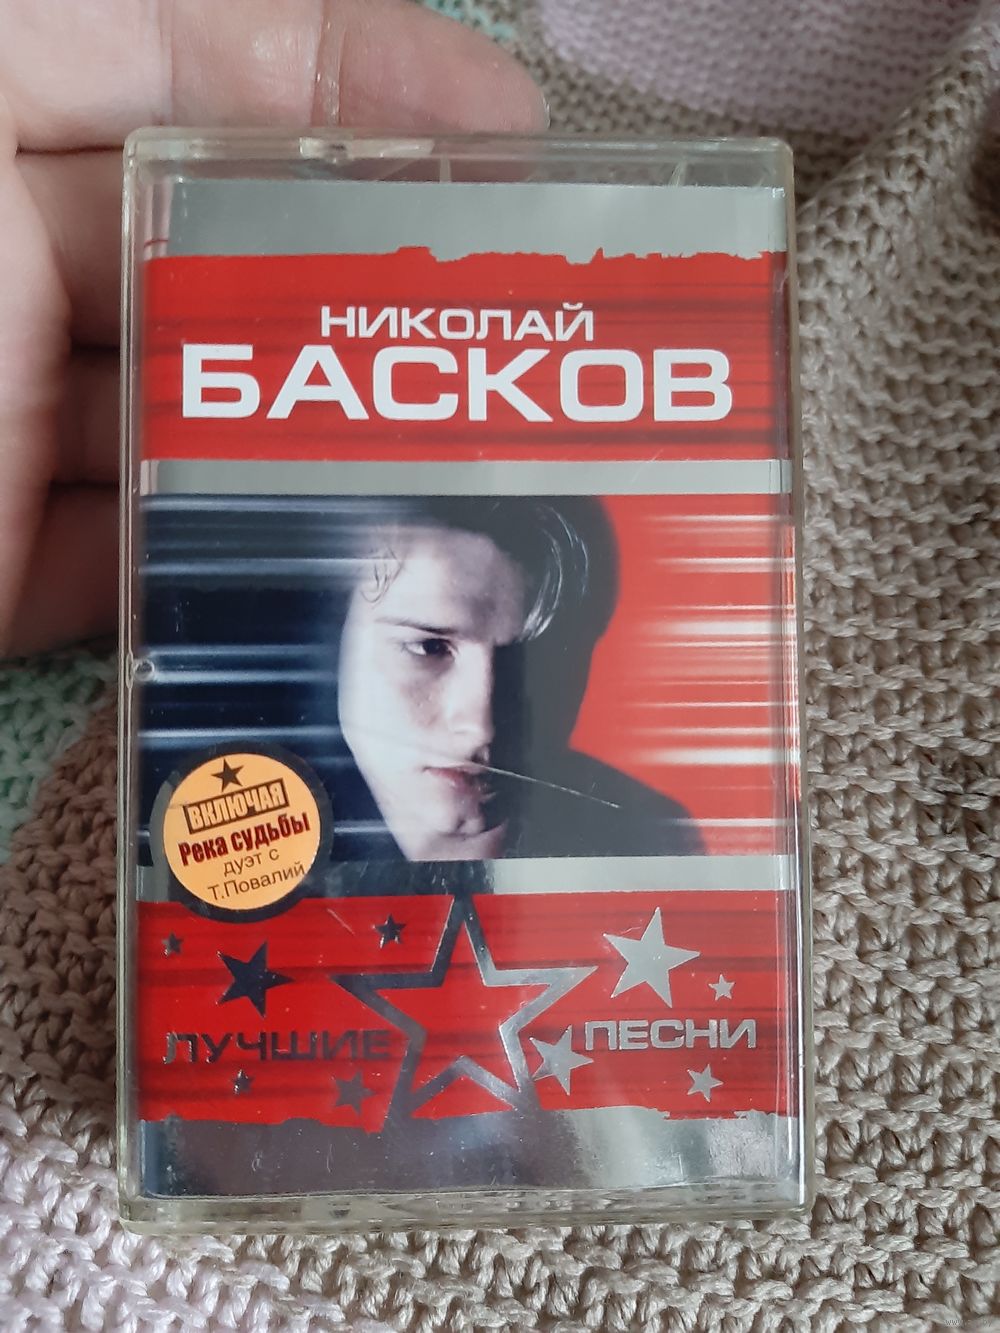 НИКОЛАЙ
БАСКОВ
ВКЛЮЧАЯ
Река судьбы
дуэт с
Т.Повалий
ЛУЧШИЕ ПЕСНИ